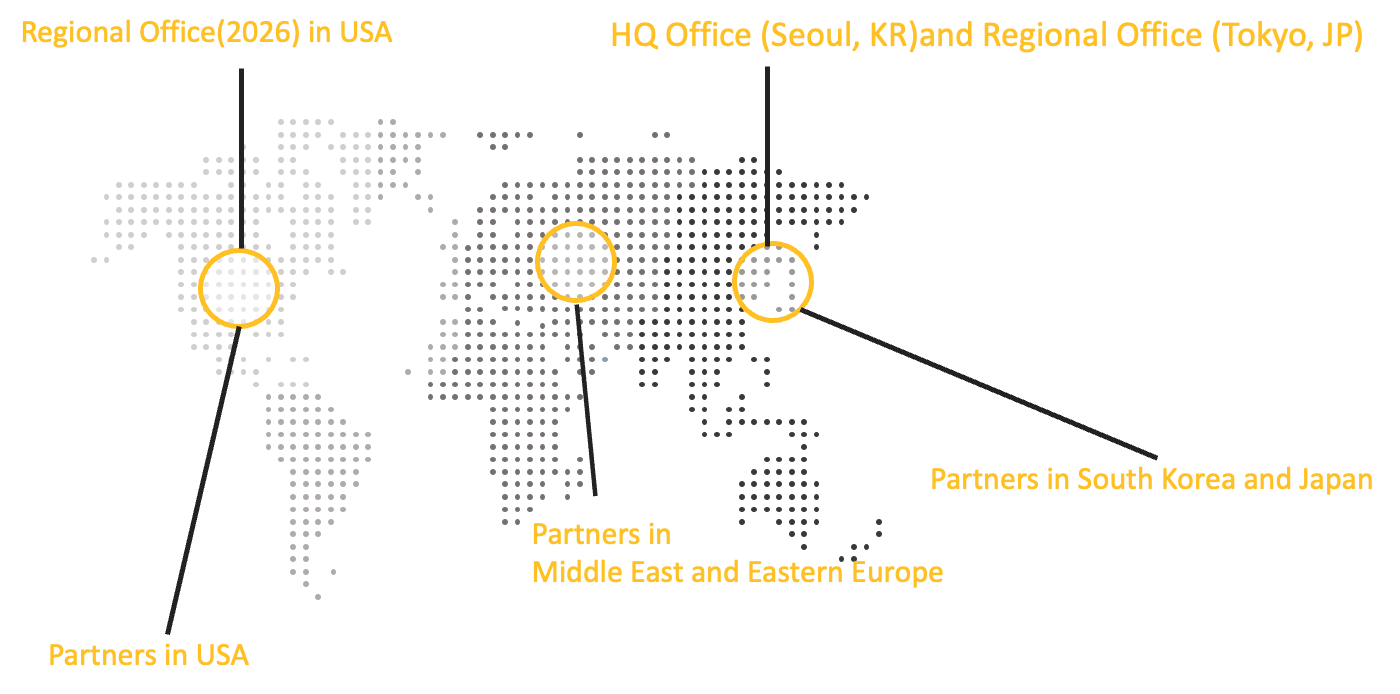 Regional Office(2026) in USA
HQ Office (Seoul, KR)and Regional Office (Tokyo, JP)
Partners in South Korea and Japan
Partners in
Middle East and Eastern Europe
Partners in USA